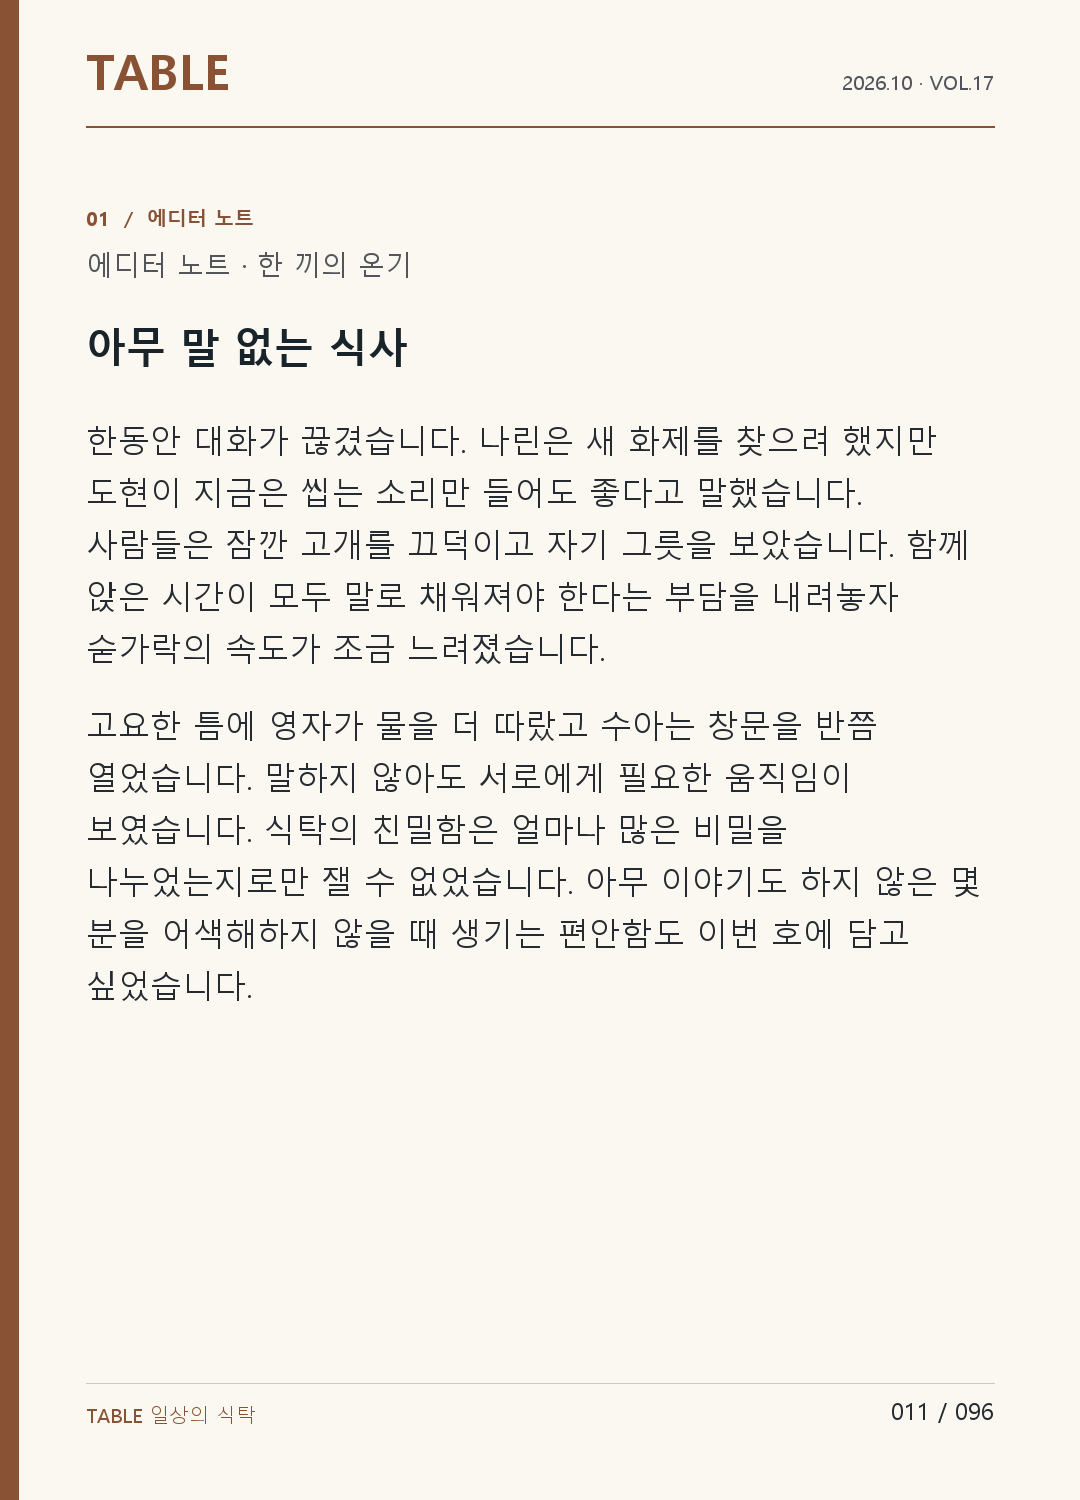 TABLE
2026.10 · VOL.17
01 / 에디터 노트
에디터 노트 · 한 끼의 온기
아무 말 없는 식사
한동안 대화가 끊겼습니다. 나린은 새 화제를 찾으려 했지만
도현이 지금은 씹는 소리만 들어도 좋다고 말했습니다.
사람들은 잠깐 고개를 끄덕이고 자기 그릇을 보았습니다. 함께
앉은 시간이 모두 말로 채워져야 한다는 부담을 내려놓자
숟가락의 속도가 조금 느려졌습니다.
고요한 틈에 영자가 물을 더 따랐고 수아는 창문을 반쯤
열었습니다. 말하지 않아도 서로에게 필요한 움직임이
보였습니다. 식탁의 친밀함은 얼마나 많은 비밀을
나누었는지로만 잴 수 없었습니다. 아무 이야기도 하지 않은 몇
분을 어색해하지 않을 때 생기는 편안함도 이번 호에 담고
싶었습니다.
TABLE 일상의 식탁
011 / 096